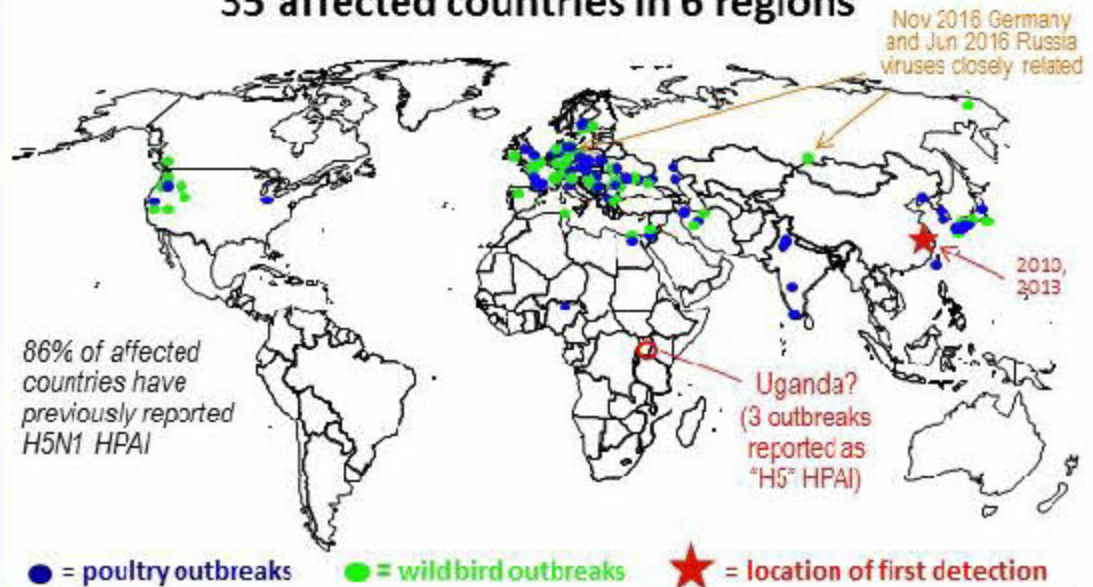 35 affected countries in 6 regions
Nov 2016 Germany
and Jun 2016 Russia
viruses closely related
2010,
2013
86% of affected
countries have
previously reported
H5N1 HPAI
Uganda?
(3 outbreaks
reported as
"H5" HPAI)
= poultry outbreaks = wild bird outbreaks = location of first detection